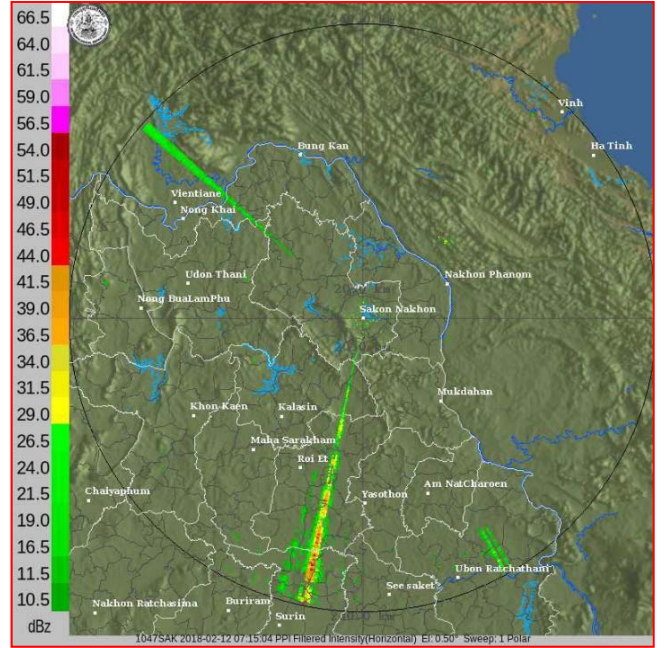 66.5
64.0
61.5
59.0
56.5
54.0
51.5
49.0
46.5
44.0
41.5
39.0
36.5
34.0
31.5
29.0
26.5
24.0
21.5
19.0
16.5
11.5
10.5
dBz
Vinh
Ha Tinh
Bung Kan
Vientiane
Nong Khai
Udon Thani
Nakhon Phanom
Nong BuaLamPhu
Sakon Nakhon
Mukdahan
Khon Kaen
Kalasin
Maha Sarakham
Roi Et
Chaiyaphum
Am NatCharoen
Yasothon
Ubon Ratchathani
See saket
Nakhon Ratchasima
Buriram
Surin
1047SAK 2018-02-12 07:15:04 PPI Filtered Intensity(Horizontal) El: 0.50° Sweep: 1 Polar